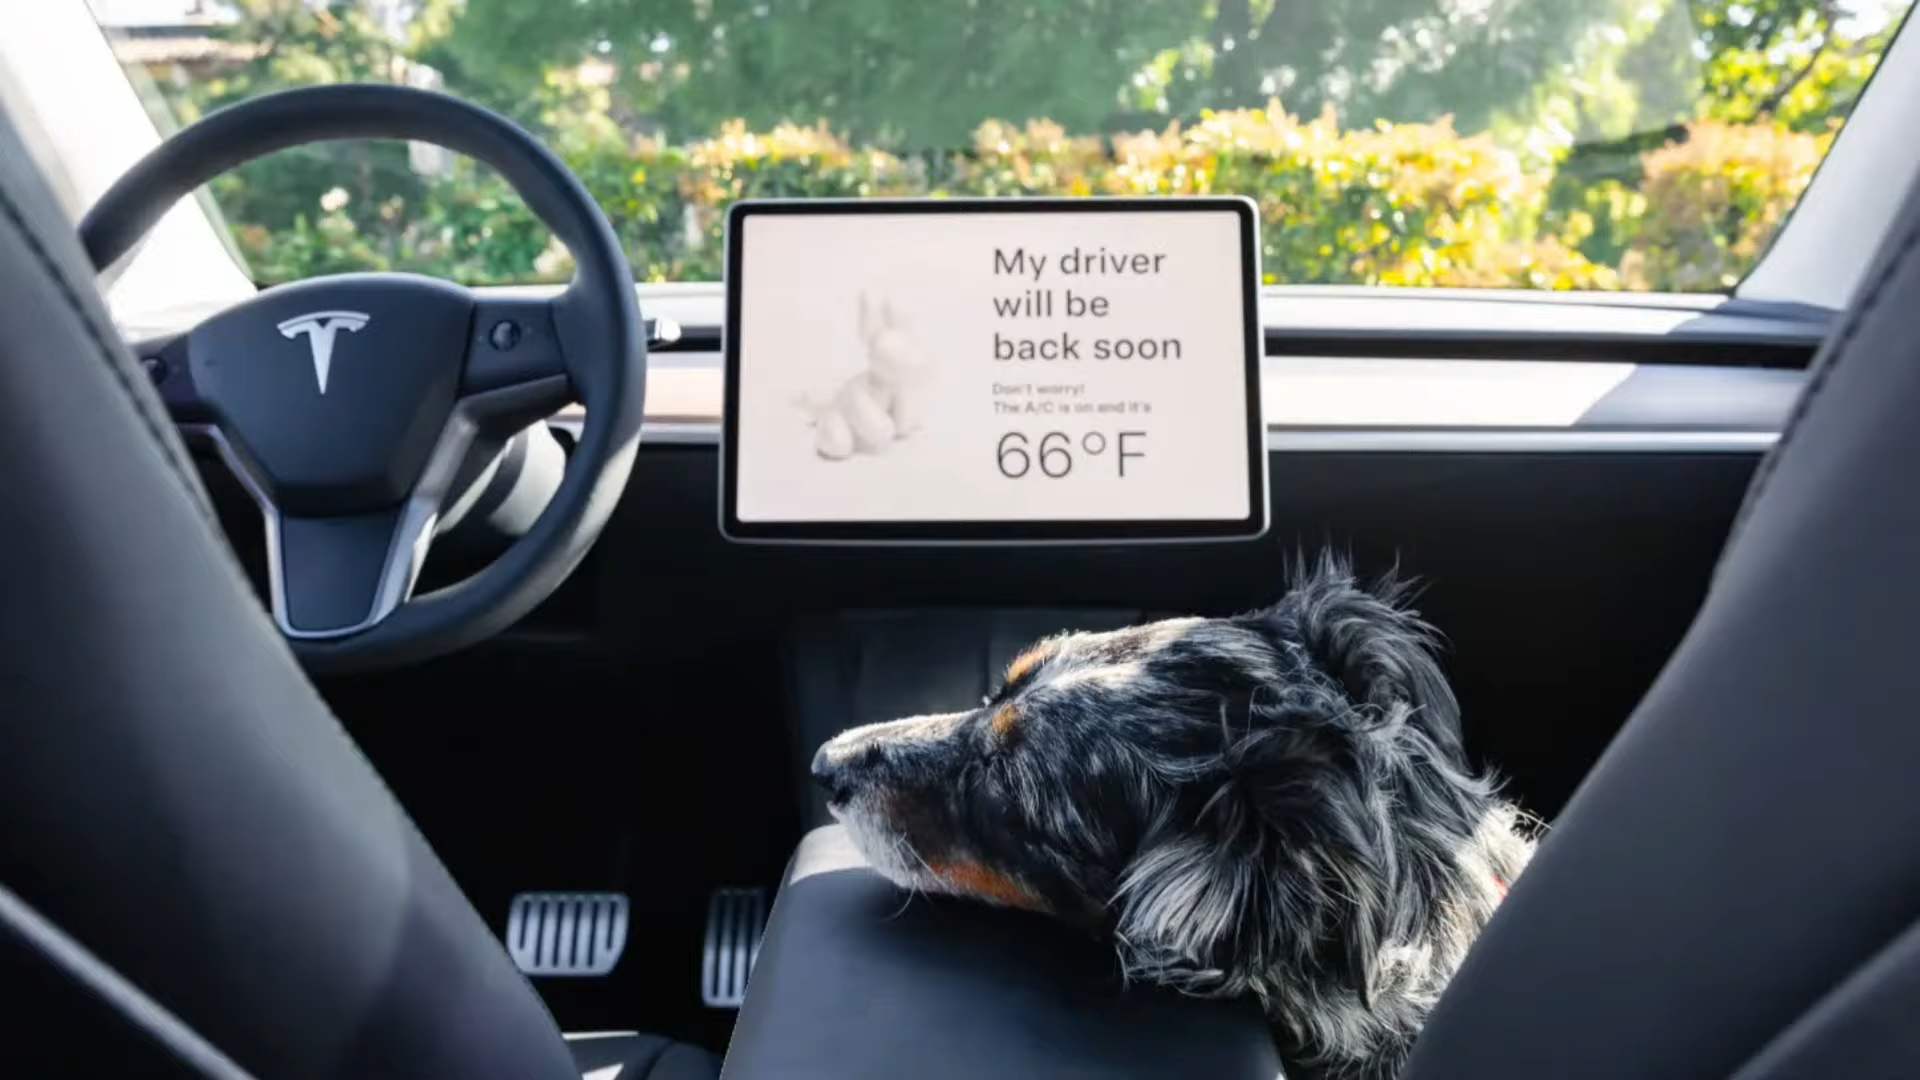 My driver
will be
back soon
Don't worry!
The A/C is on and it's
66°F